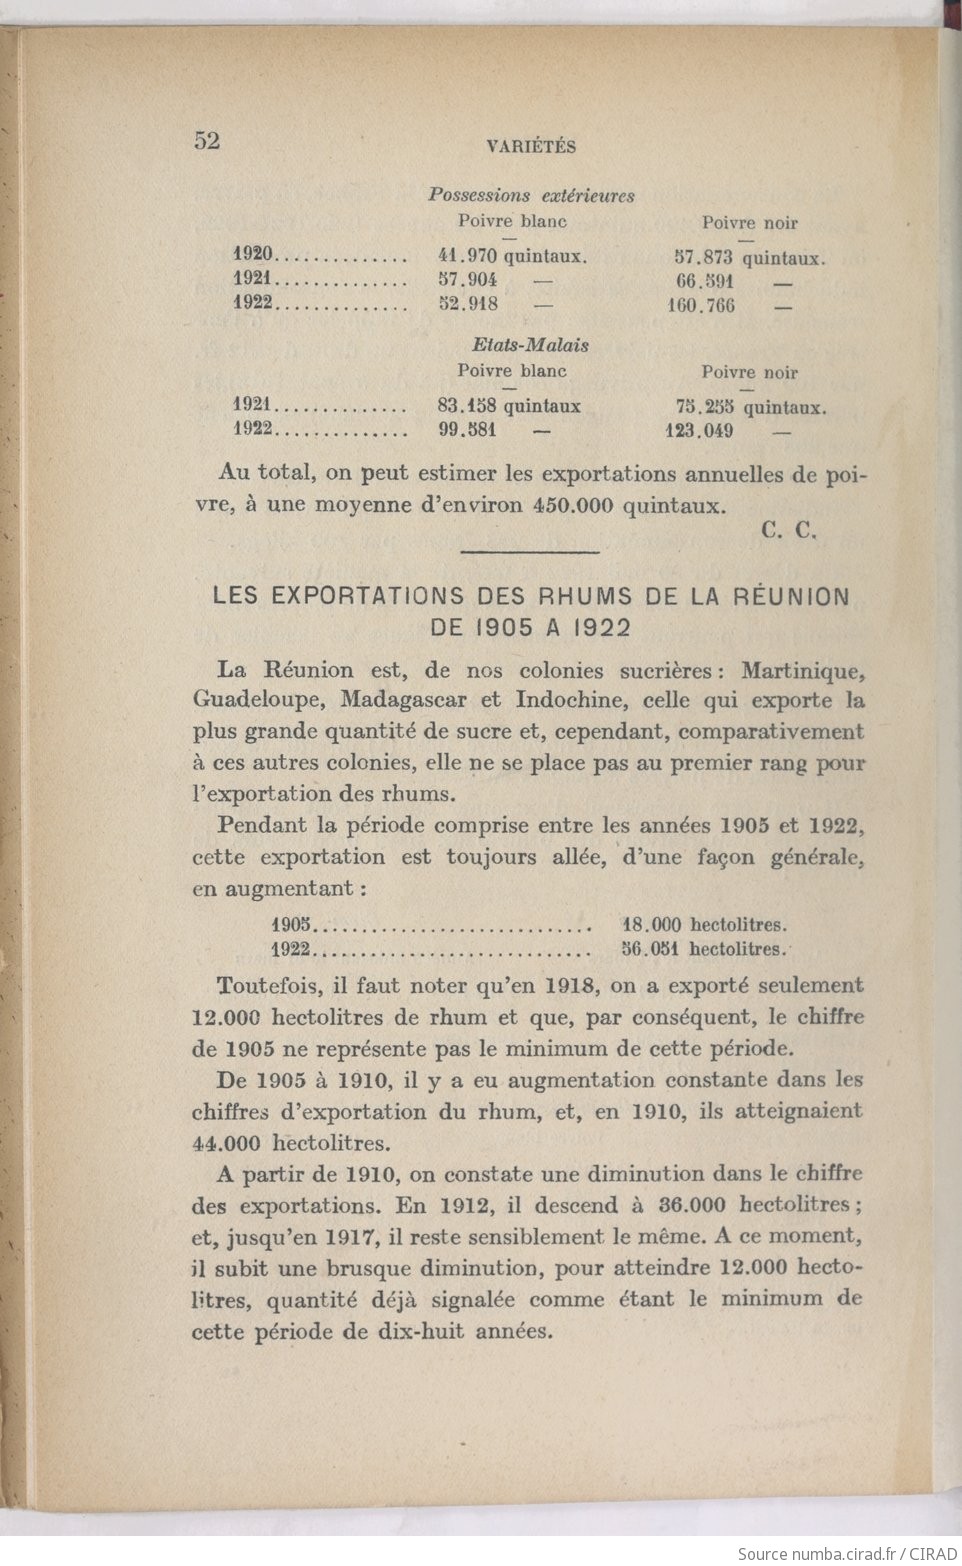 52
VARIÉTÉS
Possessions extérieures
Poivre blanc Poivre noir
1920.............. 41.970 quintaux. 57.873 quintaux.
1921.............. 57.904 — 66.591 —
1922.............. 52.918 — 160.766 —
Etats-Malais
Poivre blanc Poivre noir
1921.............. 83.158 quintaux 75.255 quintaux.
1922.............. 99.581 — 123.049 —
Au total, on peut estimer les exportations annuelles de poi-
vre, à une moyenne d'environ 450.000 quintaux.
C. C.
LES EXPORTATIONS DES RHUMS DE LA RÉUNION
DE 1905 A 1922
La Réunion est, de nos colonies sucrières : Martinique,
Guadeloupe, Madagascar et Indochine, celle qui exporte la
plus grande quantité de sucre et, cependant, comparativement
à ces autres colonies, elle ne se place pas au premier rang pour
l'exportation des rhums.
Pendant la période comprise entre les années 1905 et 1922,
cette exportation est toujours allée, d'une façon générale,
en augmentant :
1905............................. 18.000 hectolitres.
1922............................. 56.051 hectolitres.
Toutefois, il faut noter qu'en 1918, on a exporté seulement
12.000 hectolitres de rhum et que, par conséquent, le chiffre
de 1905 ne représente pas le minimum de cette période.
De 1905 à 1910, il y a eu augmentation constante dans les
chiffres d'exportation du rhum, et, en 1910, ils atteignaient
44.000 hectolitres.
A partir de 1910, on constate une diminution dans le chiffre
des exportations. En 1912, il descend à 36.000 hectolitres ;
et, jusqu'en 1917, il reste sensiblement le même. A ce moment,
il subit une brusque diminution, pour atteindre 12.000 hecto-
litres, quantité déjà signalée comme étant le minimum de
cette période de dix-huit années.
Source numba.cirad.fr / CIRAD